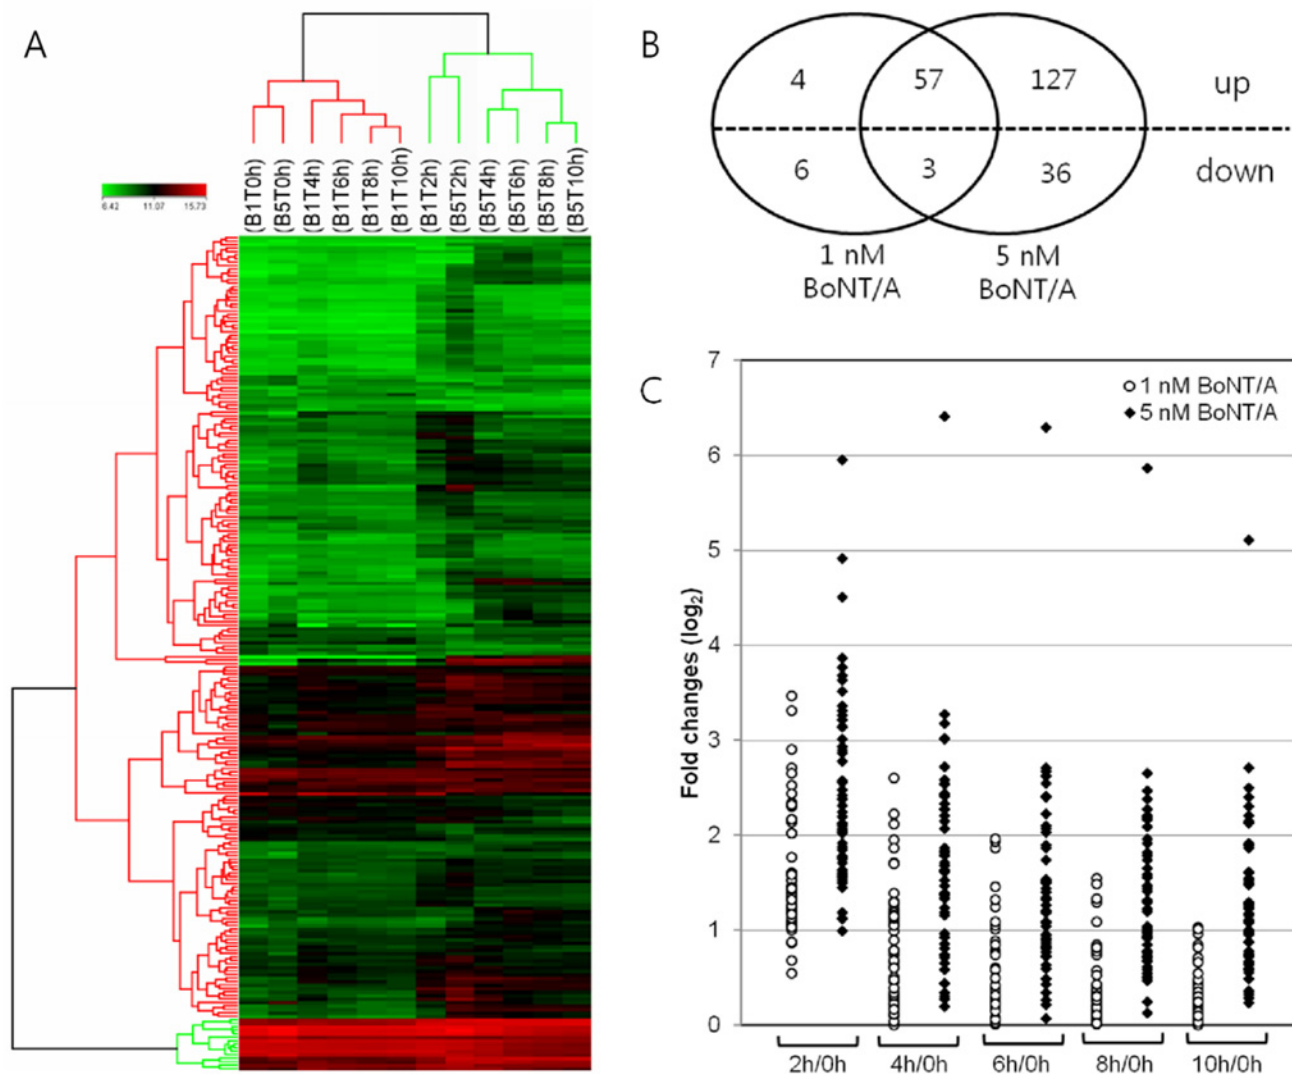 A
6.42 11.07 15.73
(B1T0h)
(B5T0h)
(B1T4h)
(B1T6h)
(B1T8h)
(B1T10h)
(B1T2h)
(B5T2h)
(B5T4h)
(B5T6h)
(B5T8h)
(B5T10h)
B
4 57 127 up
6 3 36 down
1 nM 5 nM
BoNT/A BoNT/A
C
1 nM BoNT/A
5 nM BoNT/A
Fold changes (log₂)
7
6
5
4
3
2
1
0
2h/0h 4h/0h 6h/0h 8h/0h 10h/0h